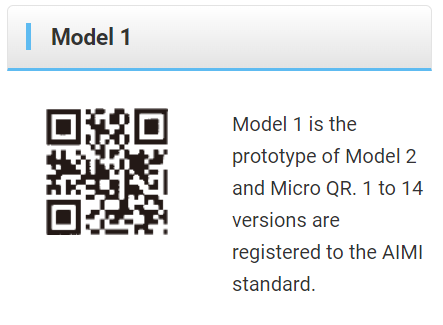 Model 1
Model 1 is the
prototype of Model 2
and Micro QR. 1 to 14
versions are
registered to the AIMI
standard.